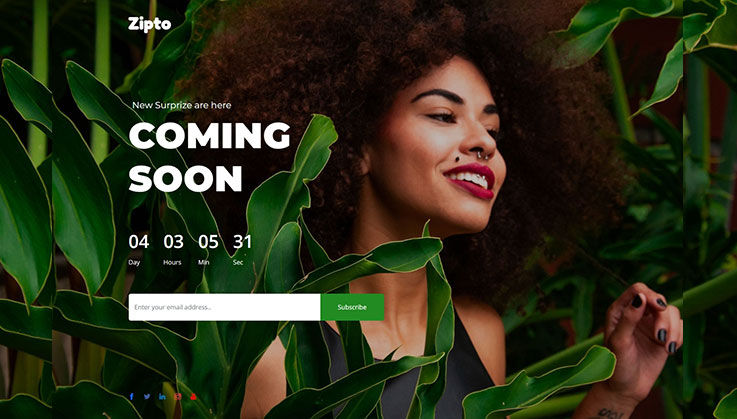 Zipto
New Surprize are here
COMING
SOON
04 03 05 31
Day Hours Min Sec
Enter your email address.. Subscribe